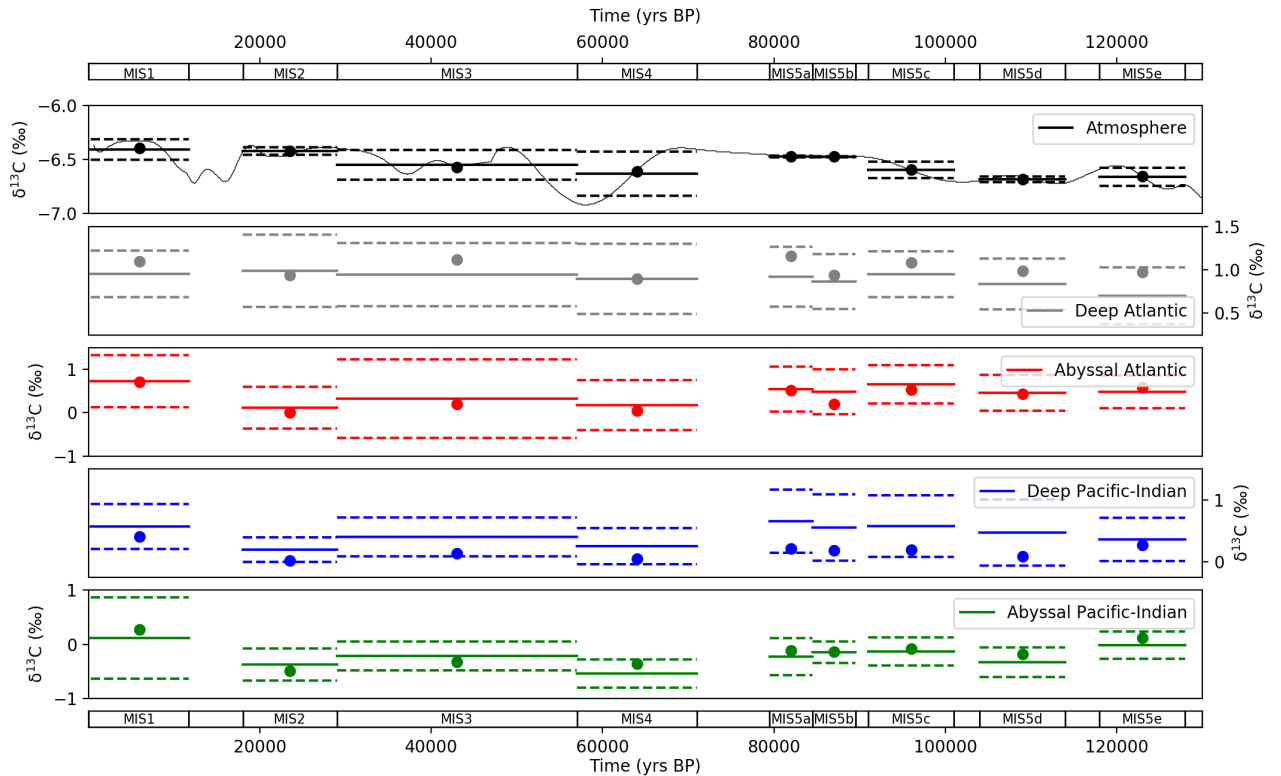 Time (yrs BP)
20000 40000 60000 80000 100000 120000
MIS1 MIS2 MIS3 MIS4 MIS5a MIS5b MIS5c MIS5d MIS5e
−6.0
−6.5
−7.0
δ¹³C (‰)
Atmosphere
1.5
1.0
0.5
δ¹³C (‰)
Deep Atlantic
1
0
−1
δ¹³C (‰)
Abyssal Atlantic
1
0
δ¹³C (‰)
Deep Pacific-Indian
1
0
−1
δ¹³C (‰)
Abyssal Pacific-Indian
MIS1 MIS2 MIS3 MIS4 MIS5a MIS5b MIS5c MIS5d MIS5e
20000 40000 60000 80000 100000 120000
Time (yrs BP)